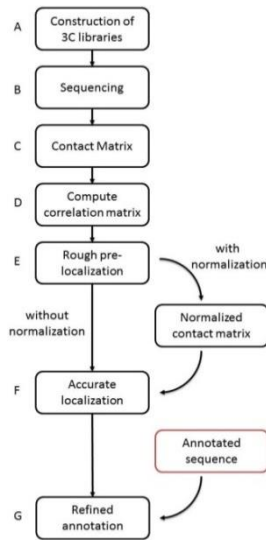 A
Construction of
3C libraries
B
Sequencing
C
Contact Matrix
D
Compute
correlation matrix
E
Rough pre-
localization
with
normalization
without
normalization
Normalized
contact matrix
F
Accurate
localization
Annotated
sequence
G
Refined
annotation